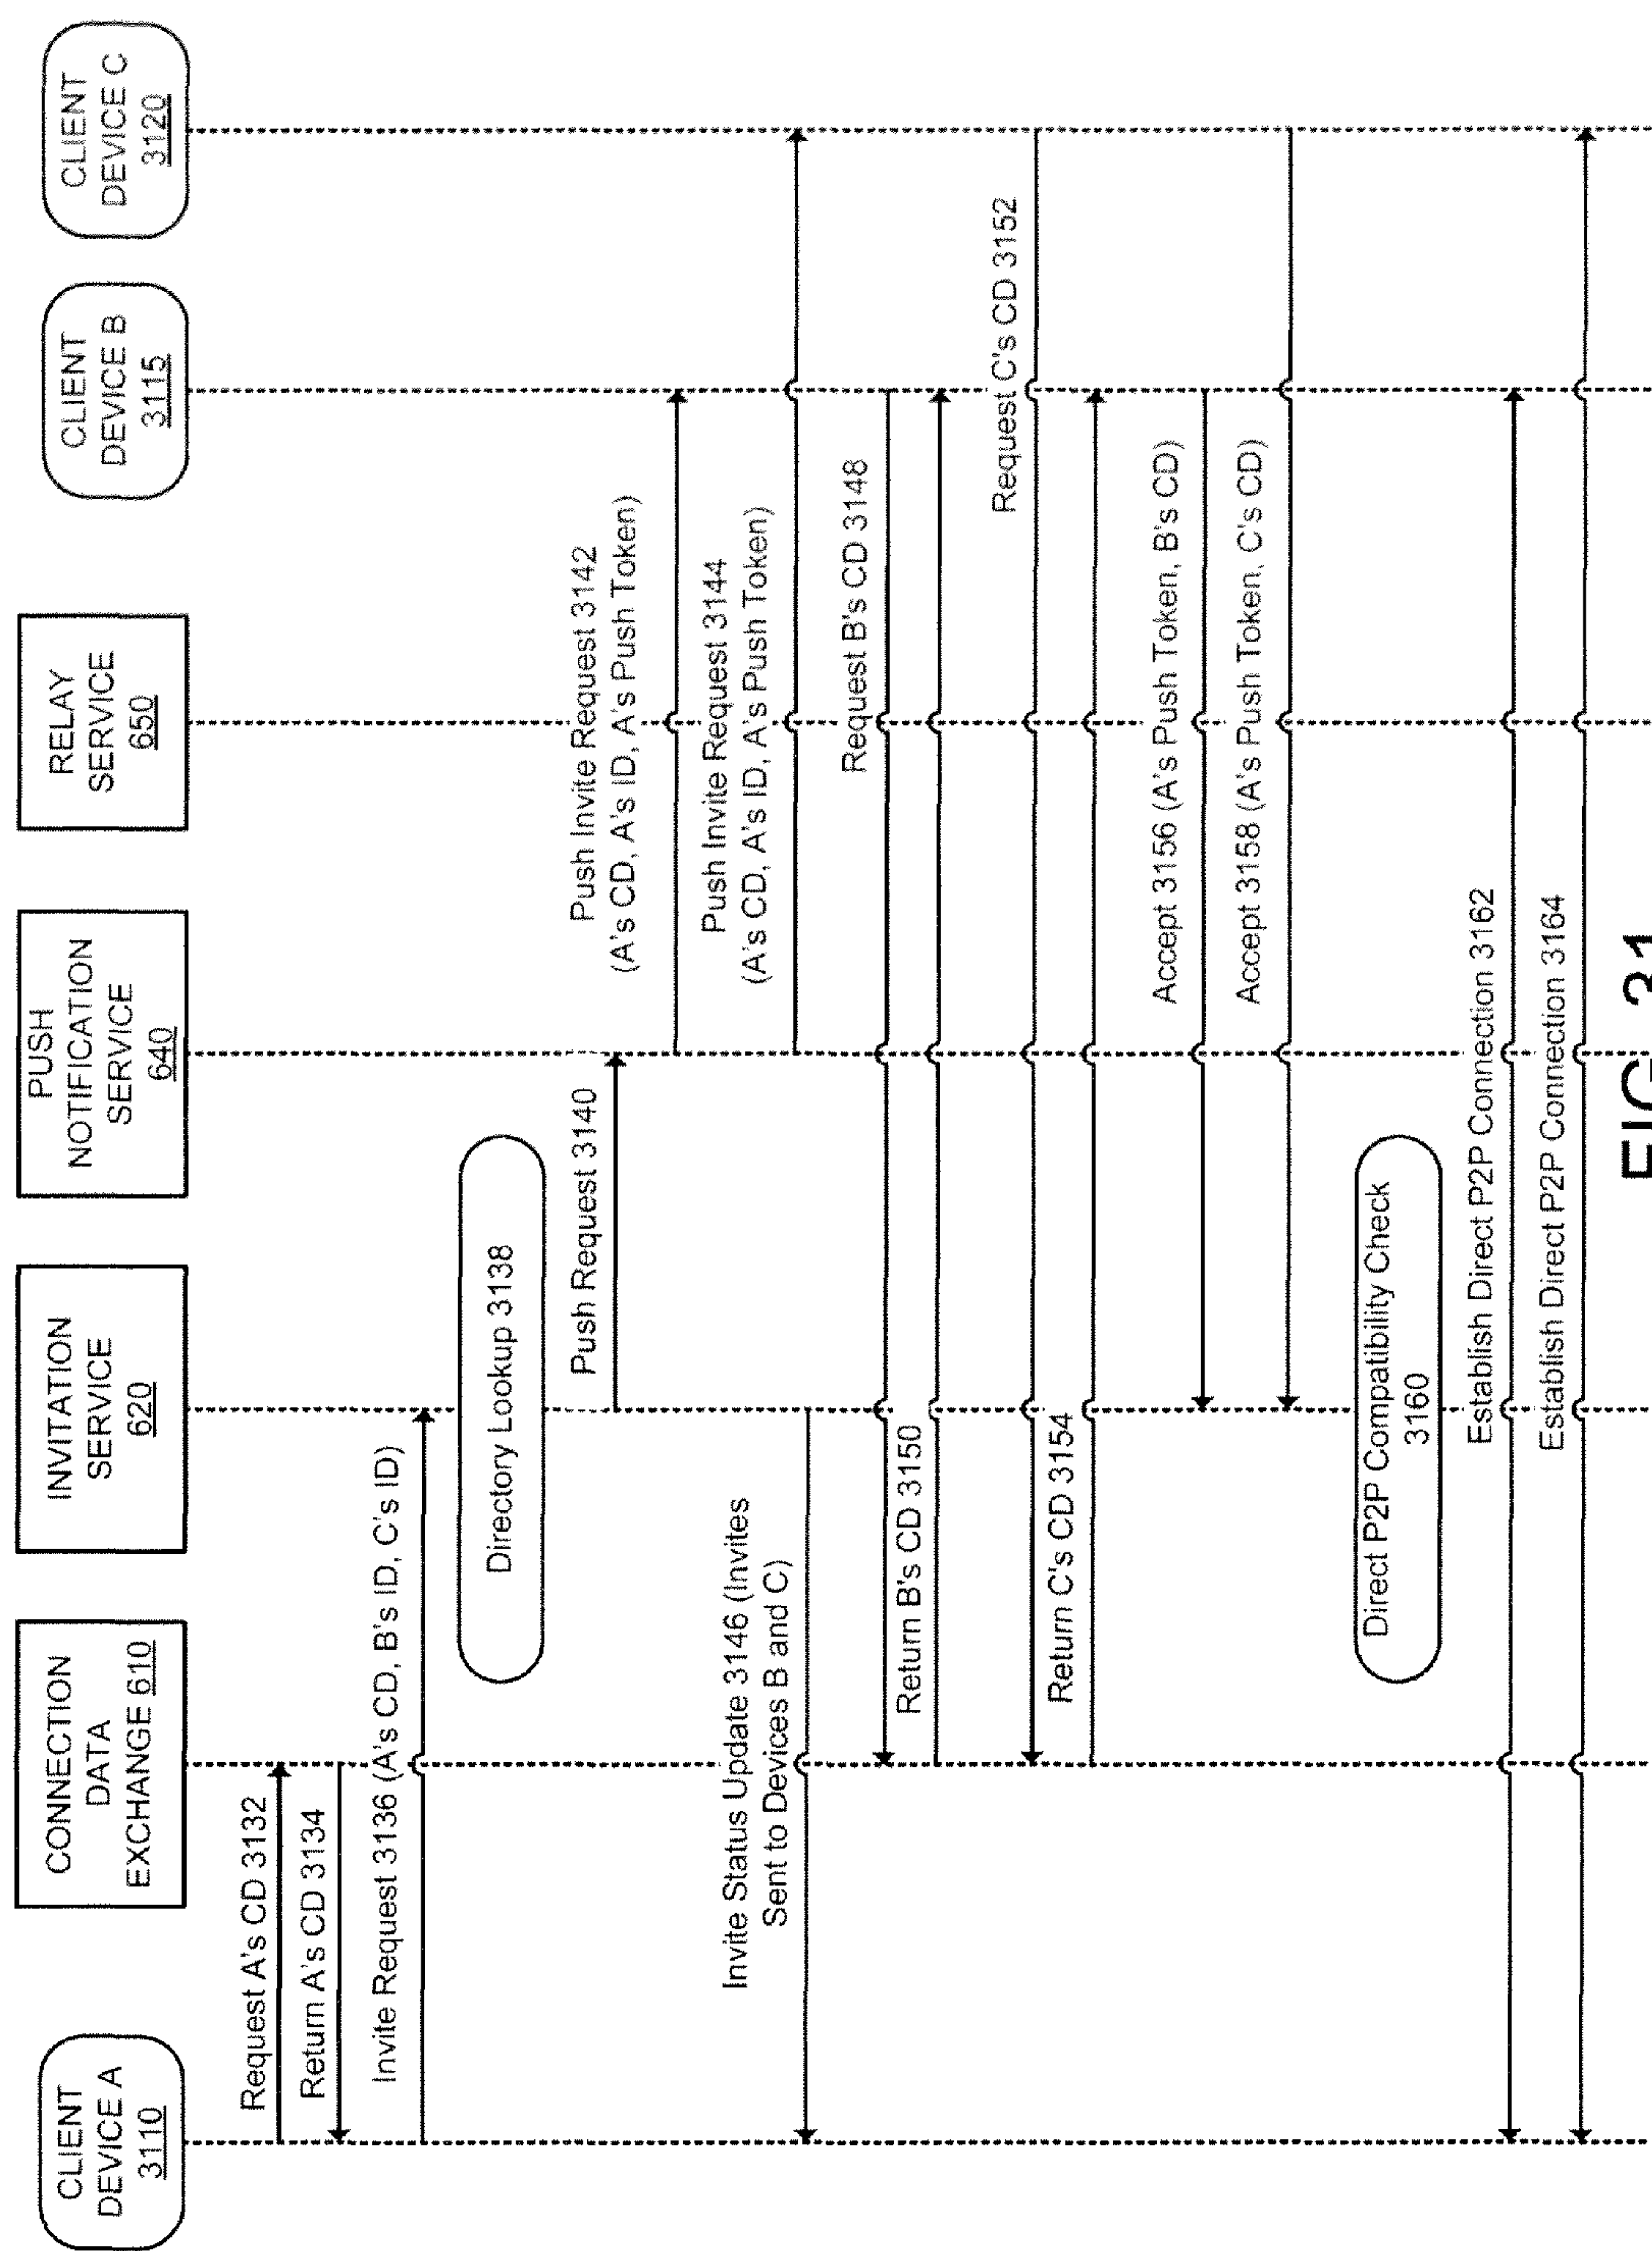 CLIENT
DEVICE A
3110
CONNECTION
DATA
EXCHANGE 610
INVITATION
SERVICE
620
PUSH
NOTIFICATION
SERVICE
640
RELAY
SERVICE
650
CLIENT
DEVICE B
3115
CLIENT
DEVICE C
3120
Request A's CD 3132
Return A's CD 3134
Invite Request 3136 (A's CD, B's ID, C's ID)
Directory Lookup 3138
Push Request 3140
Push Invite Request 3142
(A's CD, A's ID, A's Push Token)
Push Invite Request 3144
(A's CD, A's ID, A's Push Token)
Invite Status Update 3146 (Invites
Sent to Devices B and C)
Request B's CD 3148
Return B's CD 3150
Request C's CD 3152
Return C's CD 3154
Accept 3156 (A's Push Token, B's CD)
Accept 3158 (A's Push Token, C's CD)
Direct P2P Compatibility Check
3160
Establish Direct P2P Connection 3162
Establish Direct P2P Connection 3164
FIG. 31